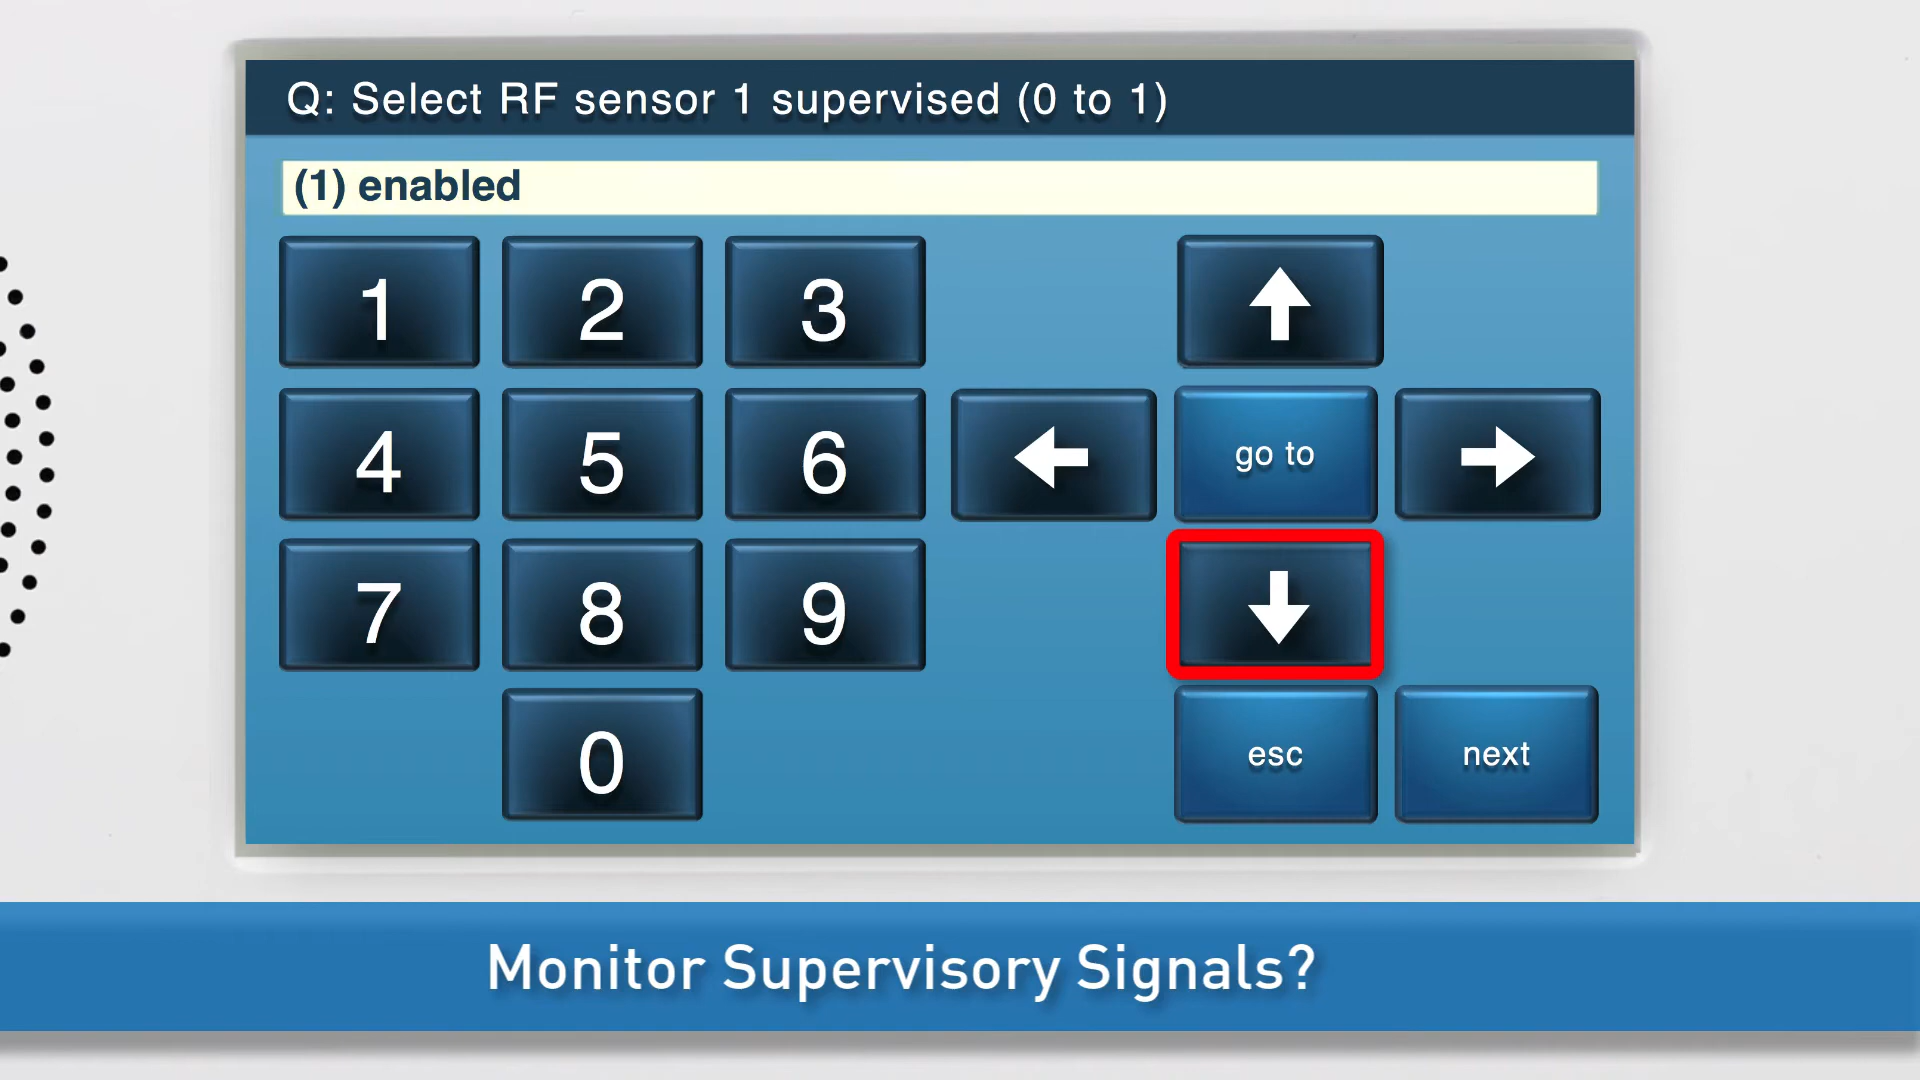 Q: Select RF sensor 1 supervised (0 to 1)
(1) enabled
1 2 3
4 5 6 go to
7 8 9
0 esc next
Monitor Supervisory Signals?